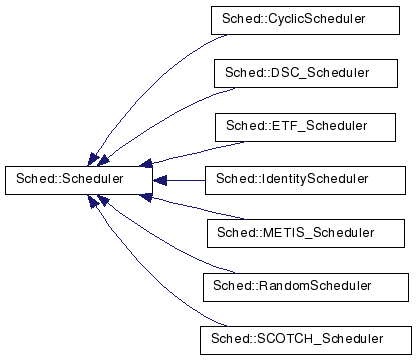 Sched::CyclicScheduler
Sched::DSC_Scheduler
Sched::ETF_Scheduler
Sched::Scheduler
Sched::IdentityScheduler
Sched::METIS_Scheduler
Sched::RandomScheduler
Sched::SCOTCH_Scheduler